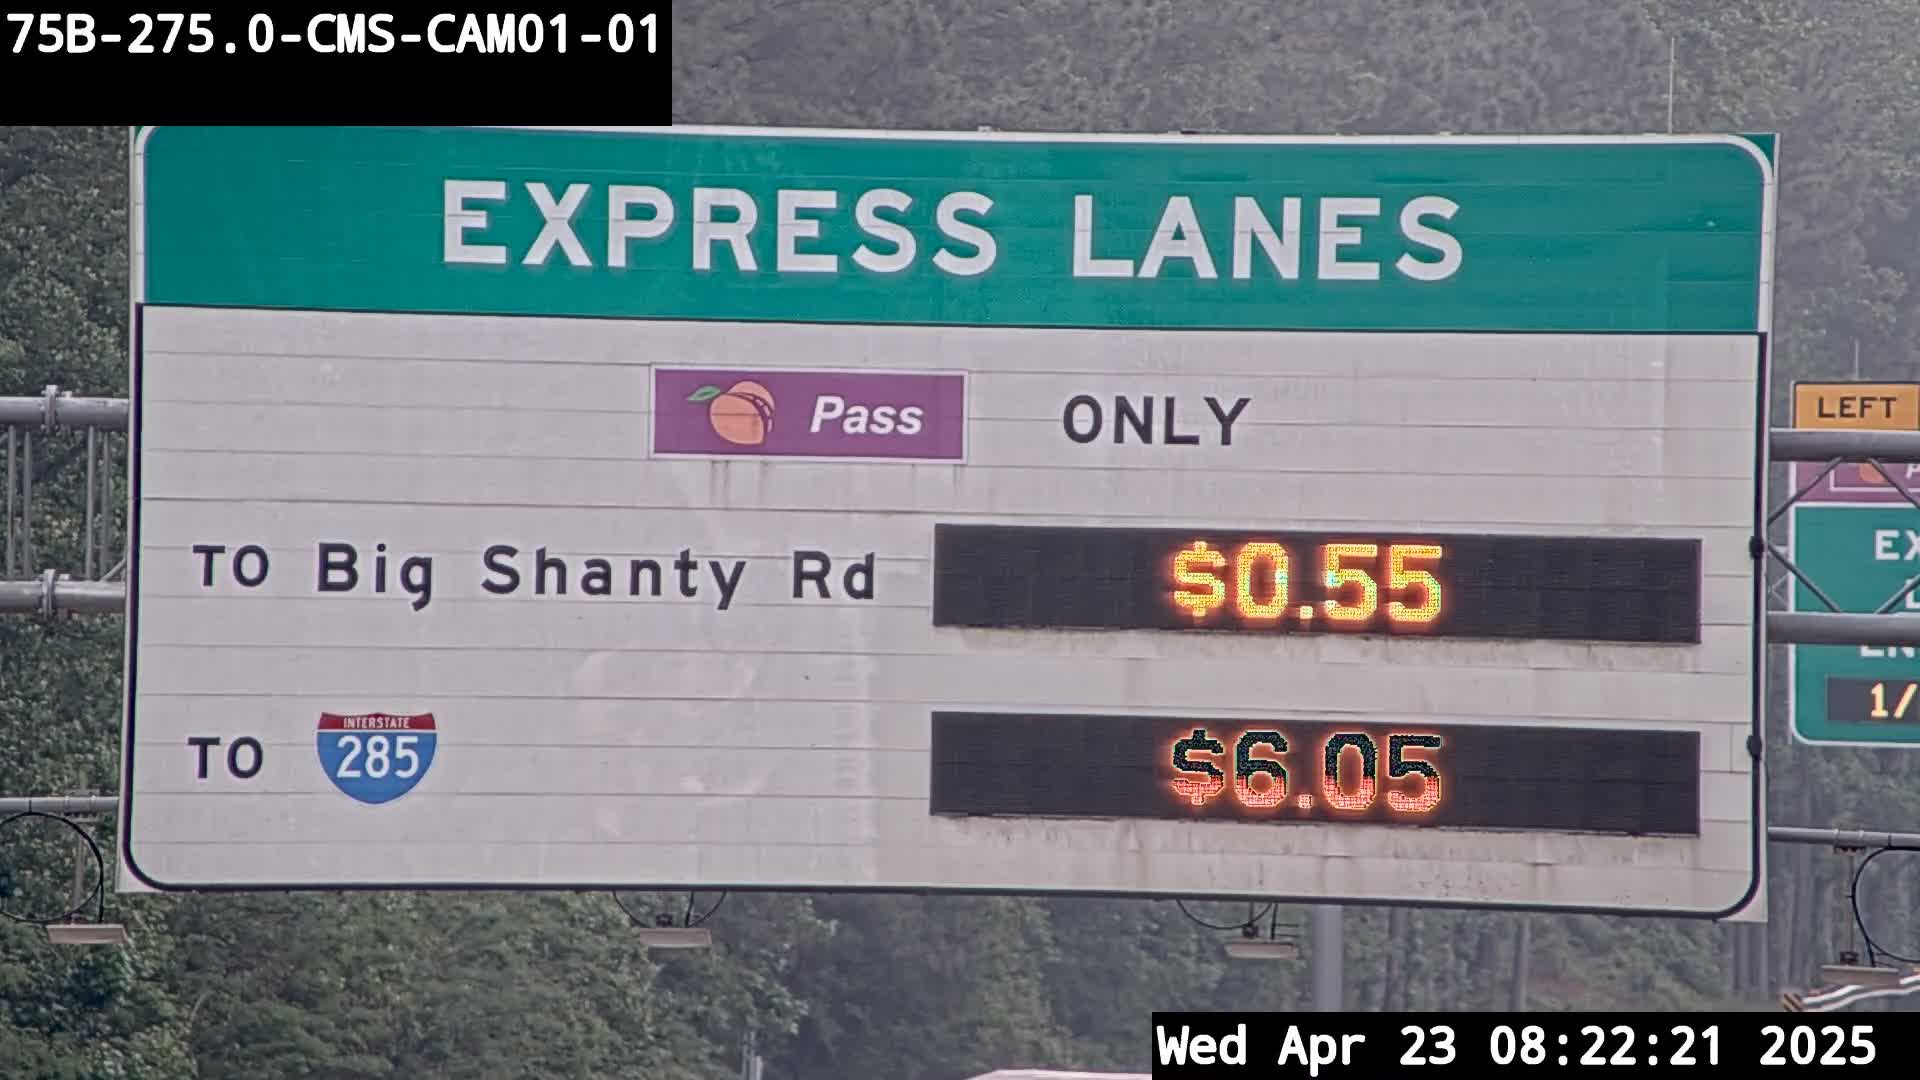 75B-275.0-CMS-CAM01-01
EXPRESS LANES
Pass ONLY
TO Big Shanty Rd $0.55
TO INTERSTATE 285 $6.05
LEFT
1/
Wed Apr 23 08:22:21 2025